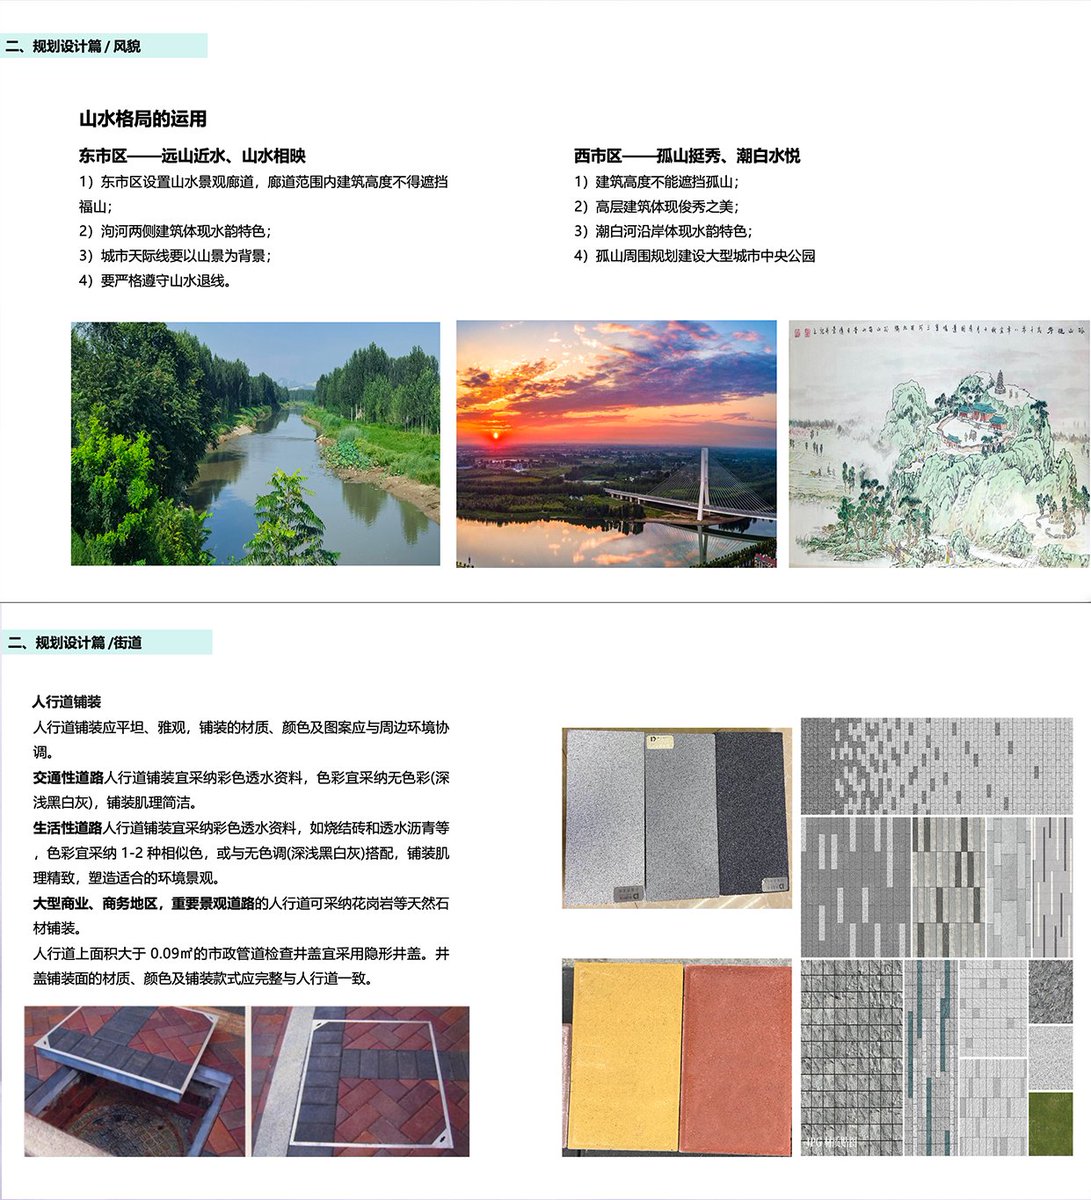 二、规划设计篇 / 风貌
山水格局的运用
东市区——远山近水、山水相映
1）东市区设置山水景观廊道，廊道范围内建筑高度不得遮挡
福山；
2）泃河两侧建筑体现水韵特色；
3）城市天际线要以山景为背景；
4）要严格遵守山水退线。
西市区——孤山挺秀、潮白水悦
1）建筑高度不能遮挡孤山；
2）高层建筑体现俊秀之美；
3）潮白河沿岸体现水韵特色；
4）孤山周围规划建设大型城市中央公园
二、规划设计篇 /街道
人行道铺装
人行道铺装应平坦、雅观，铺装的材质、颜色及图案应与周边环境协
调。
交通性道路人行道铺装宜采纳彩色透水资料，色彩宜采纳无色彩(深
浅黑白灰)，铺装肌理简洁。
生活性道路人行道铺装宜采纳彩色透水资料，如烧结砖和透水沥青等
，色彩宜采纳 1-2 种相似色，或与无色调(深浅黑白灰)搭配，铺装肌
理精致，塑造适合的环境景观。
大型商业、商务地区，重要景观道路的人行道可采纳花岗岩等天然石
材铺装。
人行道上面积大于 0.09㎡的市政管道检查井盖宜采用隐形井盖。井
盖铺装面的材质、颜色及铺装款式应完整与人行道一致。